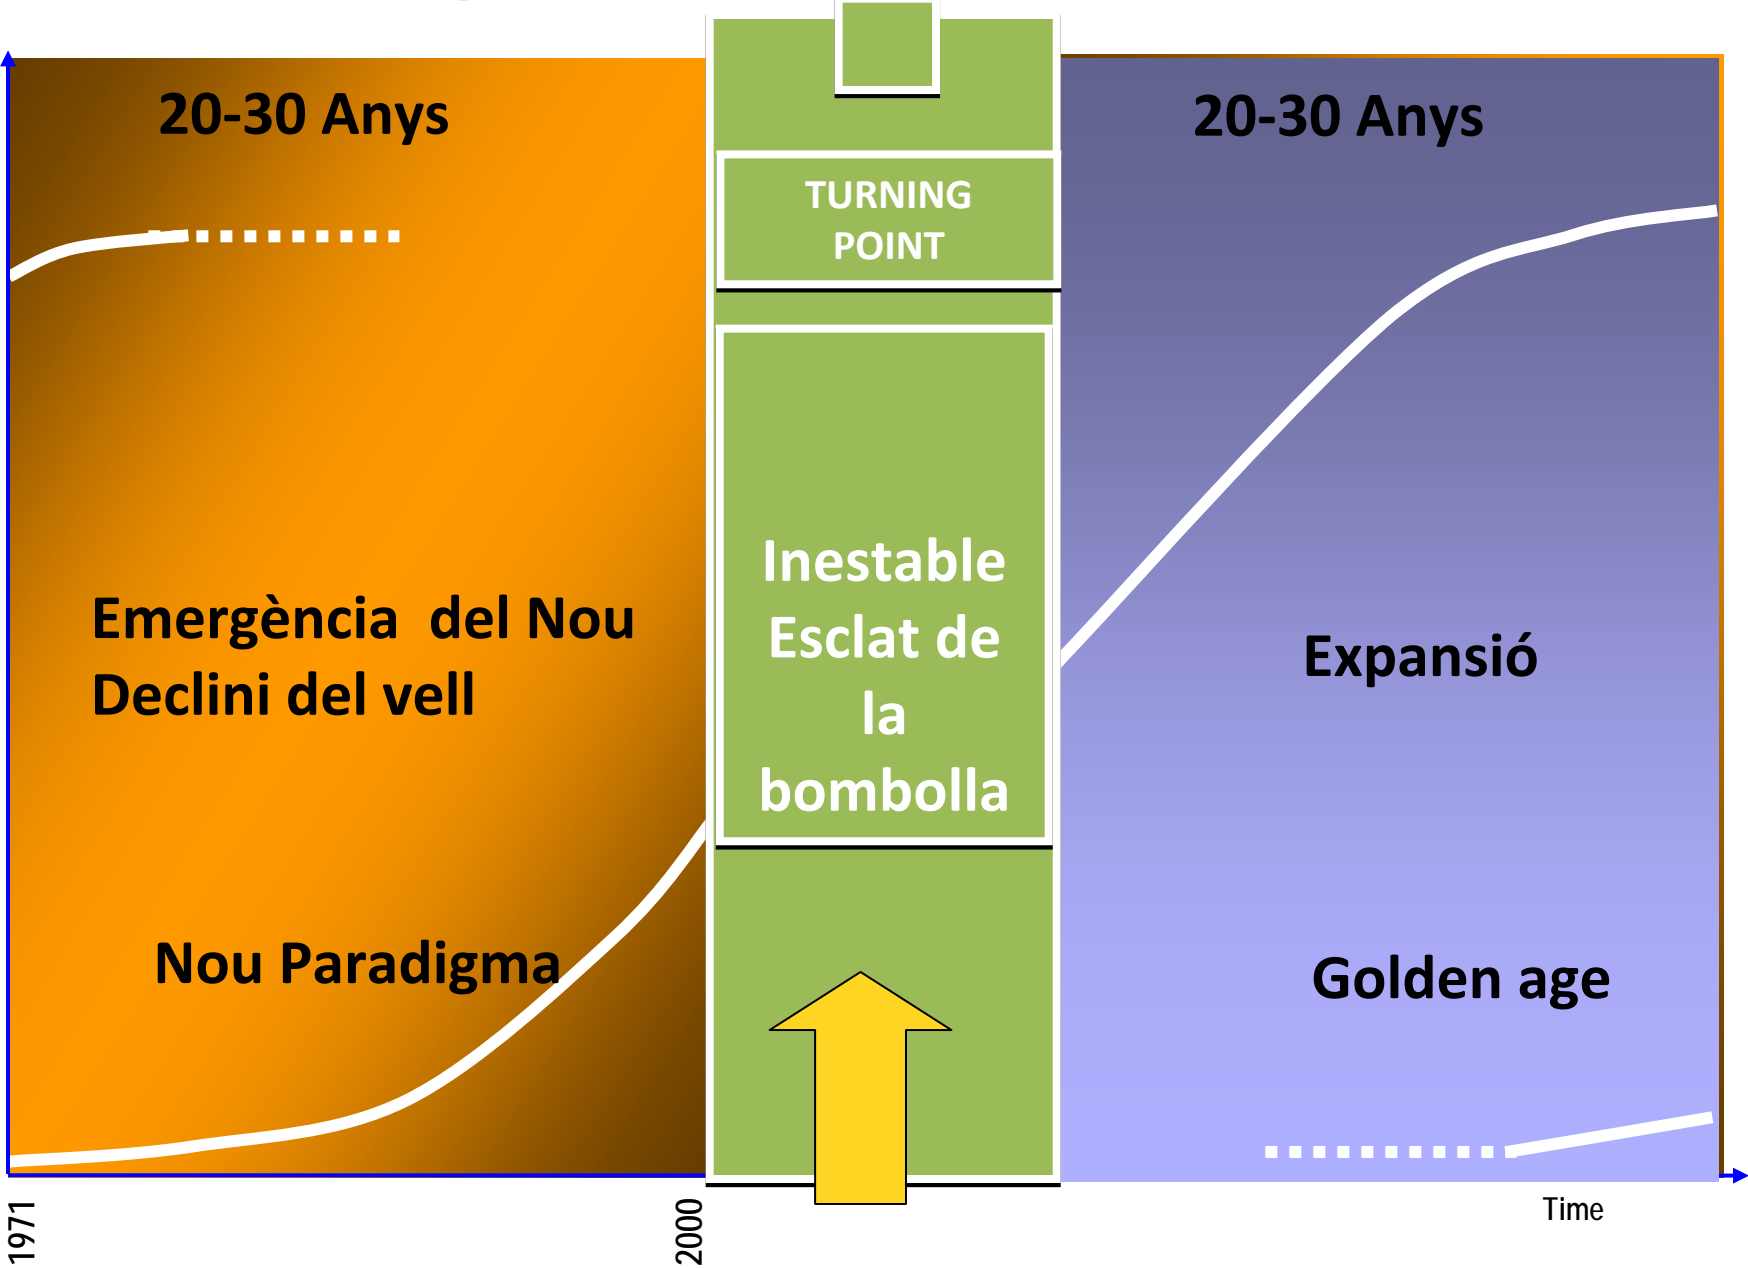 20-30 Anys
Emergència del Nou
Declini del vell
Nou Paradigma
TURNING
POINT
Inestable
Esclat de
la
bombolla
20-30 Anys
Expansió
Golden age
1971
2000
Time